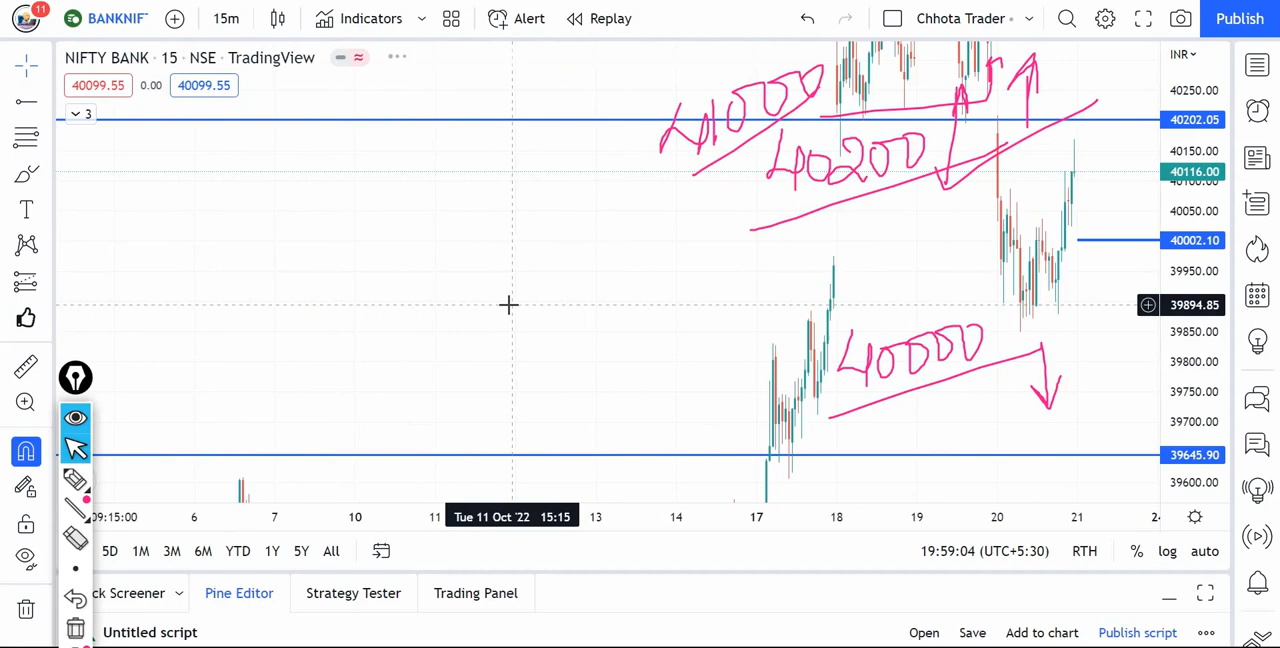 11
BANKNIF
15m
Indicators
Alert
Replay
Chhota Trader
Publish
NIFTY BANK · 15 · NSE · TradingView
INR
40099.55 0.00 40099.55
3
40250.00
40202.05
40150.00
40116.00
40100.00
40050.00
40002.10
39950.00
39894.85
39850.00
39800.00
39750.00
39700.00
39645.90
39600.00
41000
40200
40000
09:15:00 6 7 10 11 Tue 11 Oct '22 15:15 13 14 17 18 19 20 21 24
5D 1M 3M 6M YTD 1Y 5Y All
19:59:04 (UTC+5:30) RTH % log auto
ck Screener Pine Editor Strategy Tester Trading Panel
Untitled script
Open Save Add to chart Publish script